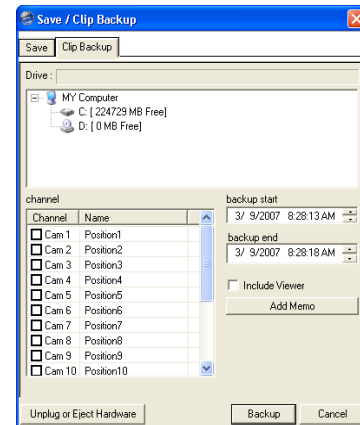 Save / Clip Backup
Save Clip Backup
Drive :
MY Computer
C: [ 224729 MB Free]
D: [ 0 MB Free]
channel
Channel Name
Cam 1 Position1
Cam 2 Position2
Cam 3 Position3
Cam 4 Position4
Cam 5 Position5
Cam 6 Position6
Cam 7 Position7
Cam 8 Position8
Cam 9 Position9
Cam 10 Position10
backup start
3/ 9/2007 8:28:13 AM
backup end
3/ 9/2007 8:28:18 AM
Include Viewer
Add Memo
Unplug or Eject Hardware
Backup
Cancel